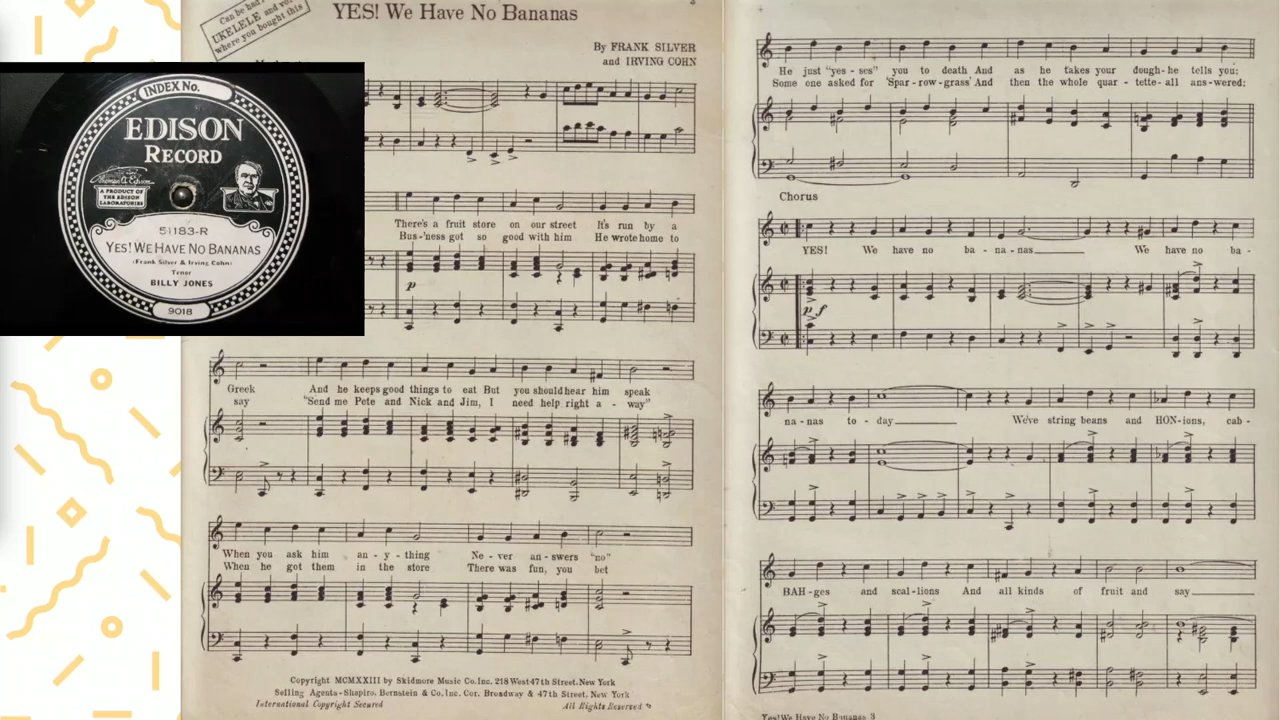 Can be had f
UKELELE and vo
where you bought this
YES! We Have No Bananas
By FRANK SILVER
and IRVING COHN
INDEX No.
EDISON
RECORD
Thomas A. Edison
A PRODUCT OF
THE EDISON
LABORATORIES
51183-R
YES! WE HAVE NO BANANAS
(Frank Silver & Irving Cohn)
Tenor
BILLY JONES
9018
There's a fruit store on our street It's run by a
Bus-'ness got so good with him He wrote home to
p
Greek And he keeps good things to eat But you should hear him speak
say "Send me Pete and Nick and Jim, I need help right a - way"
When you ask him an - y - thing Ne - ver an - swers "no"
When he got them in the store There was fun, you bet
Copyright MCMXXIII by Skidmore Music Co. Inc. 218 West 47th Street, New York
Selling Agents-Shapiro, Bernstein & Co. Inc. Cor. Broadway & 47th Street, New York
International Copyright Secured All Rights Reserved
He just "yes - ses" you to death And as he takes your dough - he tells you:
Some one asked for 'Spar - row - grass' And then the whole quar - tette - all ans - wered:
Chorus
YES! We have no ba - na - nas We have no ba -
p f
na - nas to - day We've string beans and HON - ions, cab -
BAH - ges and scal - lions And all kinds of fruit and say
Yes! We Have No Bananas 3